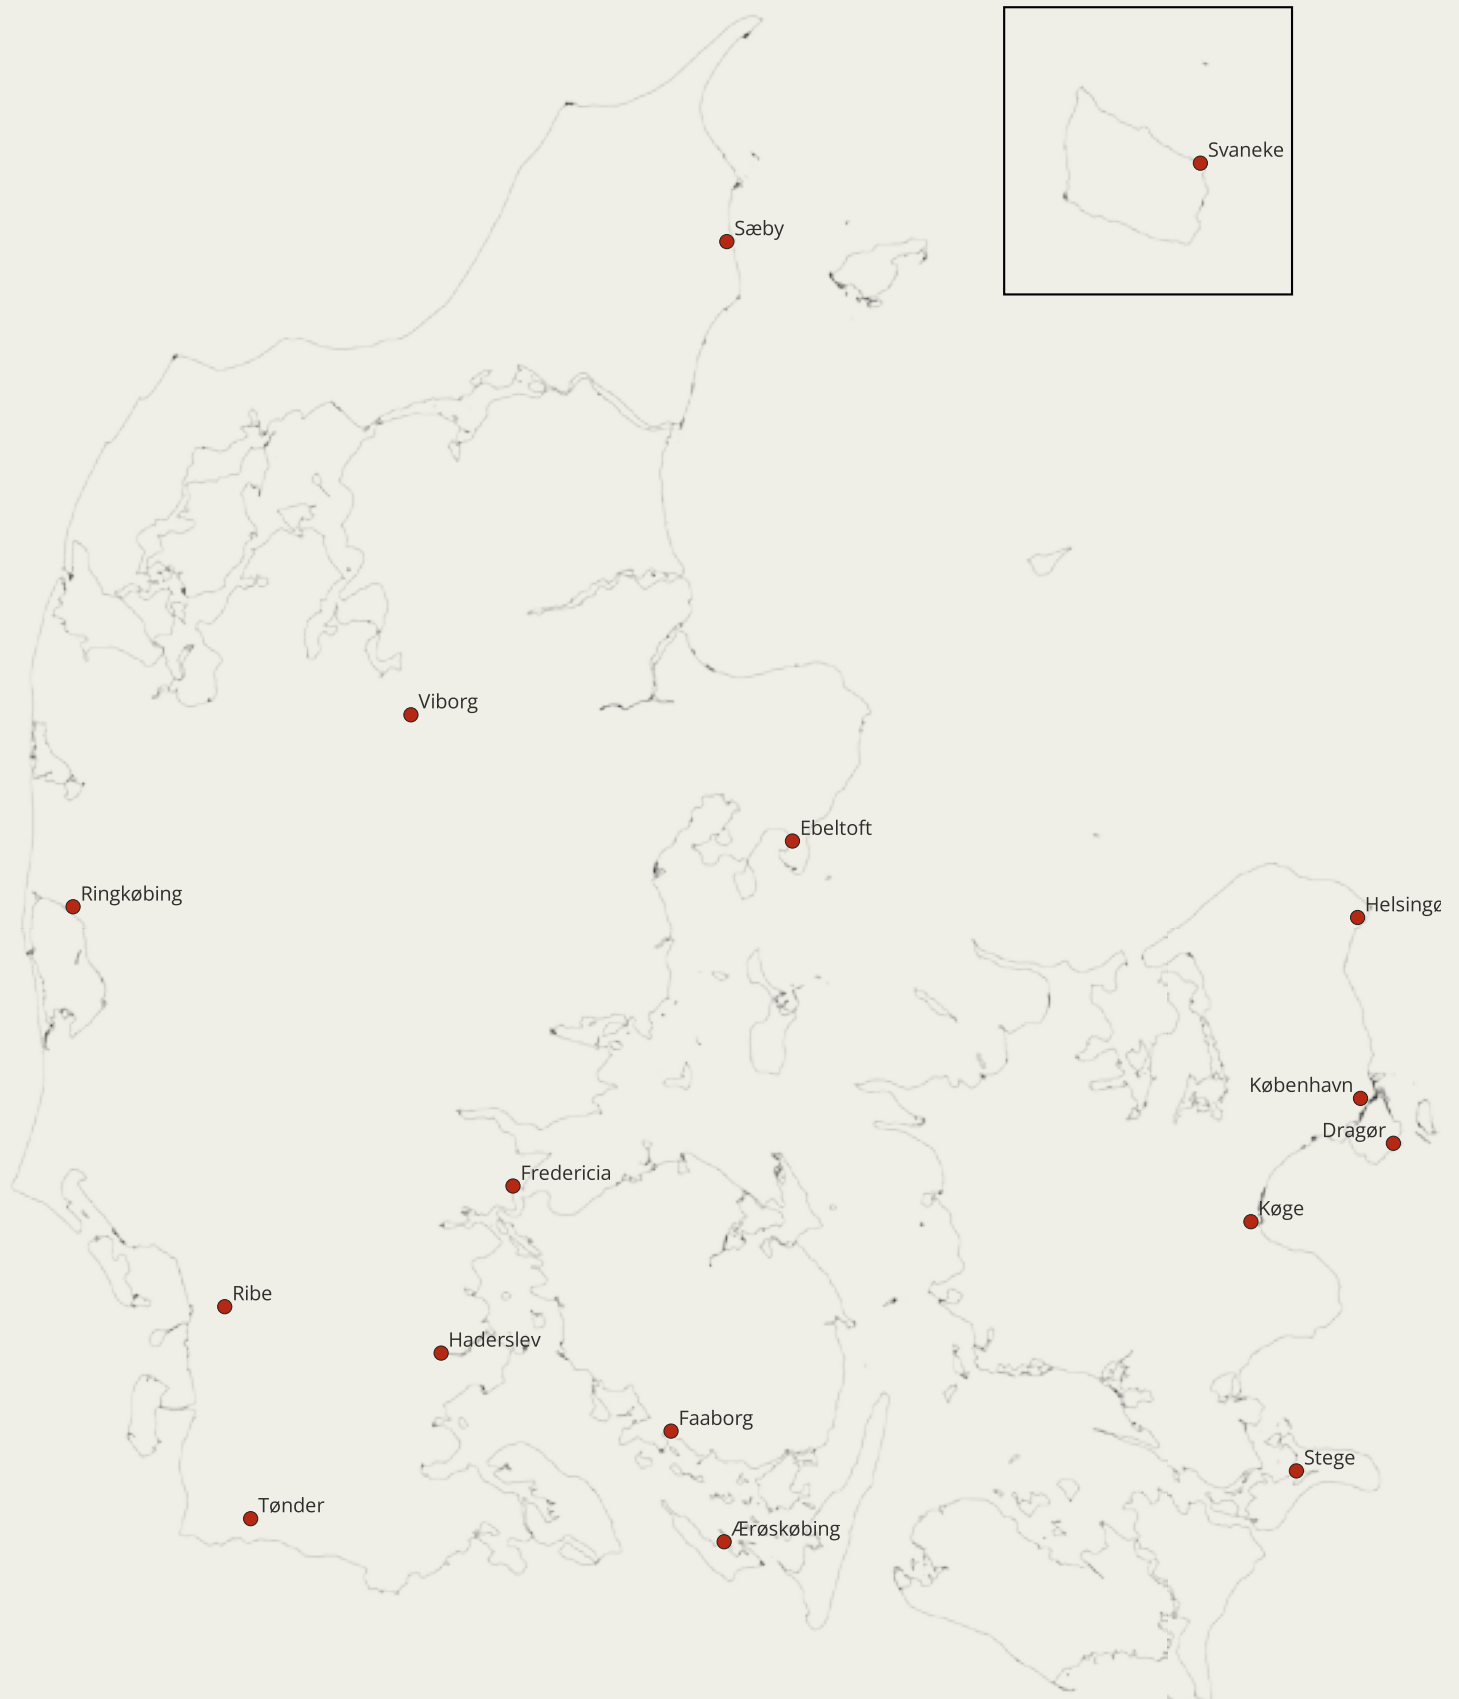 Svaneke
Sæby
Viborg
Ebeltoft
Ringkøbing
Helsingø
København
Dragør
Fredericia
Køge
Ribe
Haderslev
Faaborg
Stege
Tønder
Ærøskøbing